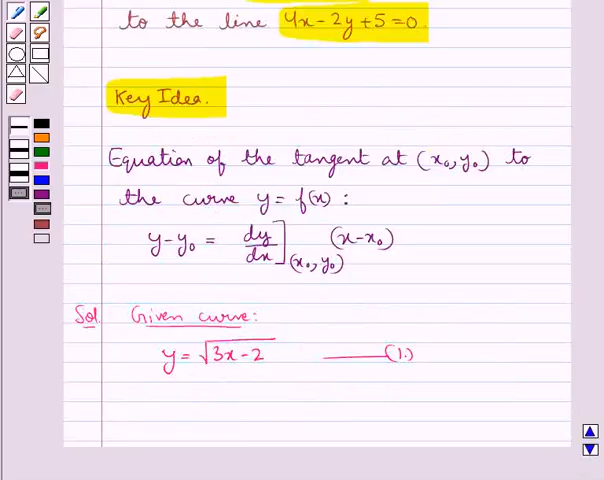 to the line 4x-2y+5=0.
Key Idea.
Equation of the tangent at (x₀,y₀) to
the curve y = f(x) :
y-y₀ = dy/dx](x₀,y₀) (x-x₀)
Sol. Given curve:
y = √3x-2 ———(1.)